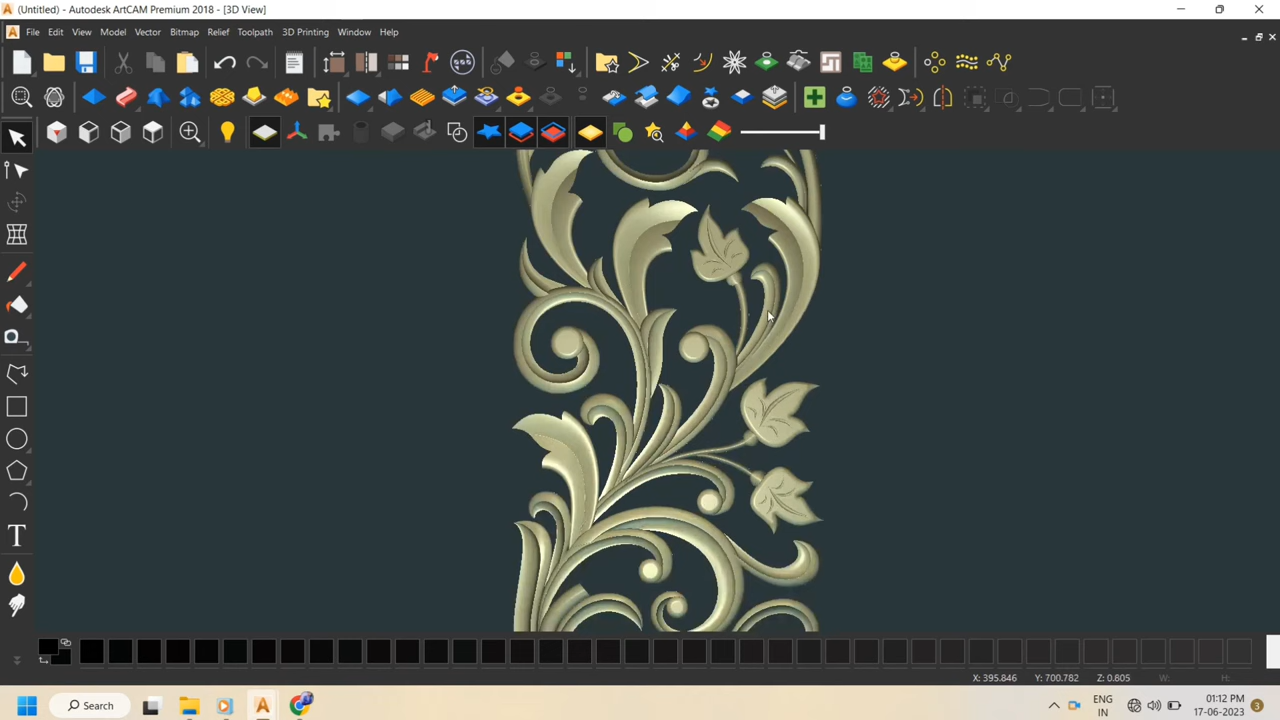 (Untitled) - Autodesk ArtCAM Premium 2018 - [3D View]
File Edit View Model Vector Bitmap Relief Toolpath 3D Printing Window Help
X: 395.846 Y: 700.782 Z: 0.805 W: H:
Search
ENG
IN
01:12 PM
17-06-2023
3